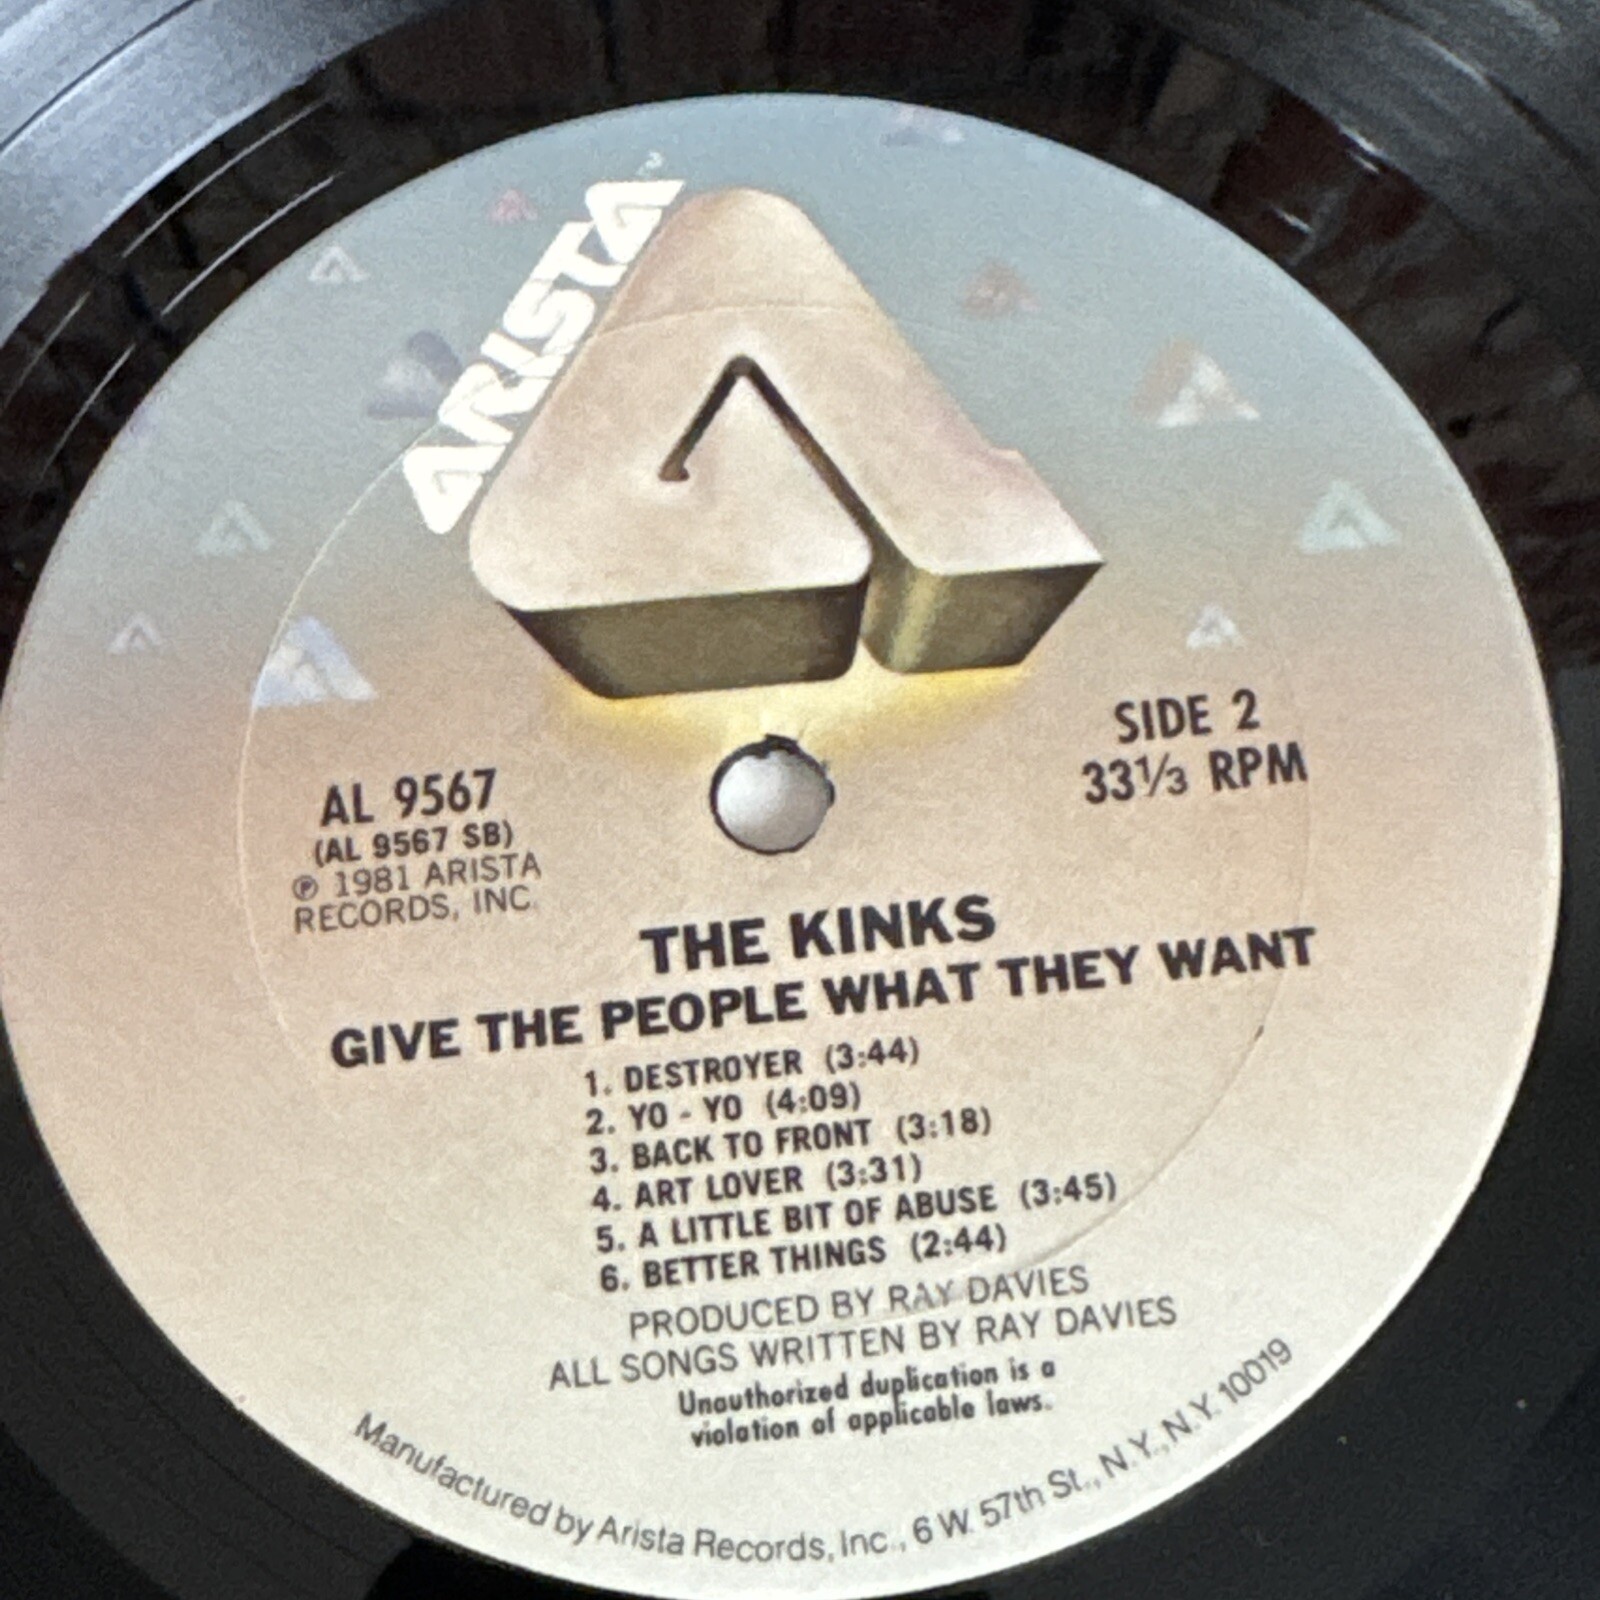 ARISTA
SIDE 2
33⅓ RPM
AL 9567
(AL 9567 SB)
℗ 1981 ARISTA
RECORDS, INC.
THE KINKS
GIVE THE PEOPLE WHAT THEY WANT
1. DESTROYER (3:44)
2. YO - YO (4:09)
3. BACK TO FRONT (3:18)
4. ART LOVER (3:31)
5. A LITTLE BIT OF ABUSE (3:45)
6. BETTER THINGS (2:44)
PRODUCED BY RAY DAVIES
ALL SONGS WRITTEN BY RAY DAVIES
Unauthorized duplication is a
violation of applicable laws.
Manufactured by Arista Records, Inc., 6 W. 57th St., N.Y., N.Y. 10019